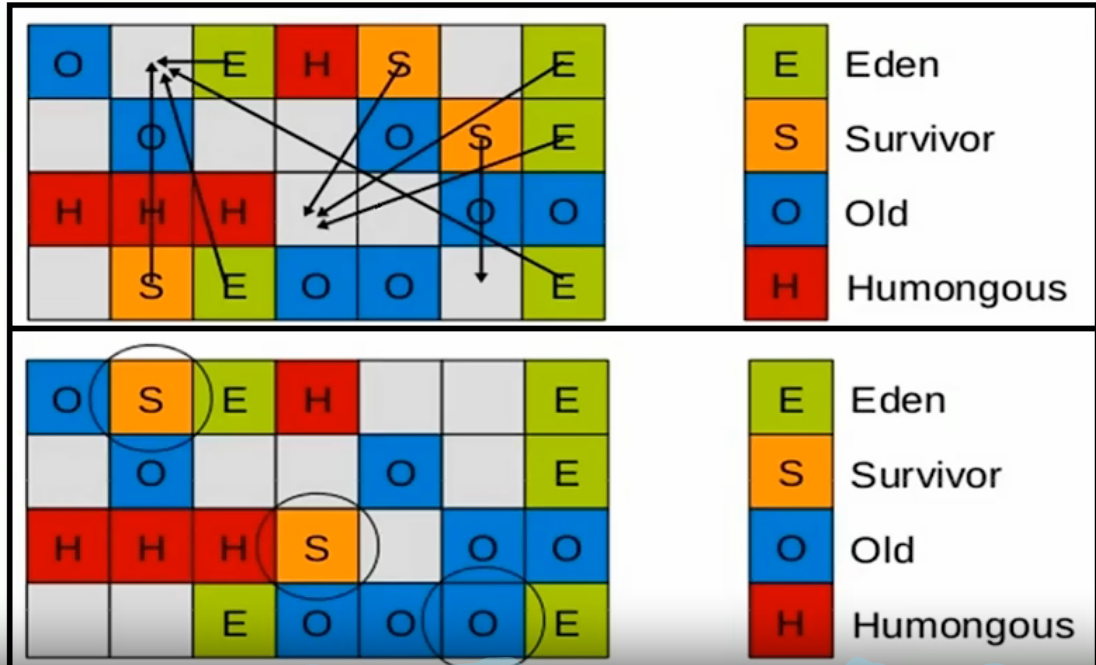 O E H S E E Eden
O O S E S Survivor
H H H O O O Old
S E O O E H Humongous
O S E H E E Eden
O O E S Survivor
H H H S O O O Old
E O O O E H Humongous